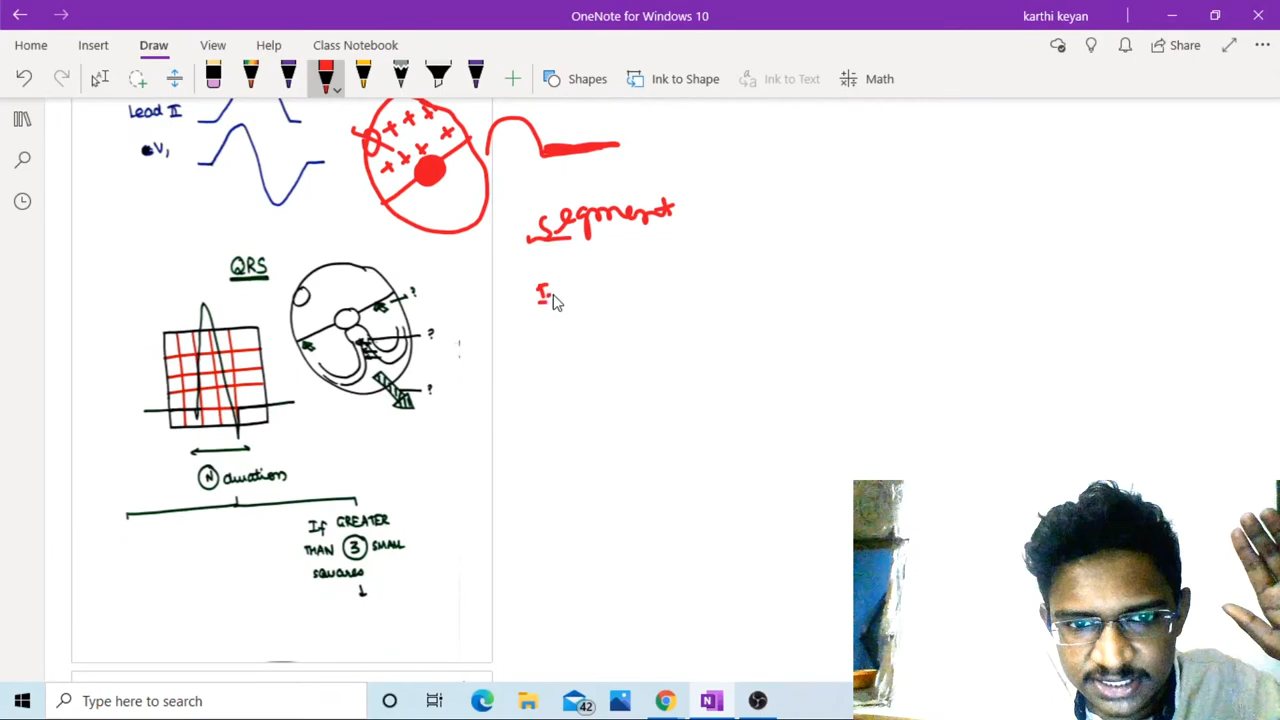 OneNote for Windows 10
karthi keyan
Home Insert Draw View Help Class Notebook
Share
Shapes Ink to Shape Ink to Text Math
Lead II
V1
Segment
I
QRS
?
?
?
N duration
If GREATER
THAN 3 SMALL
squares
Type here to search
42